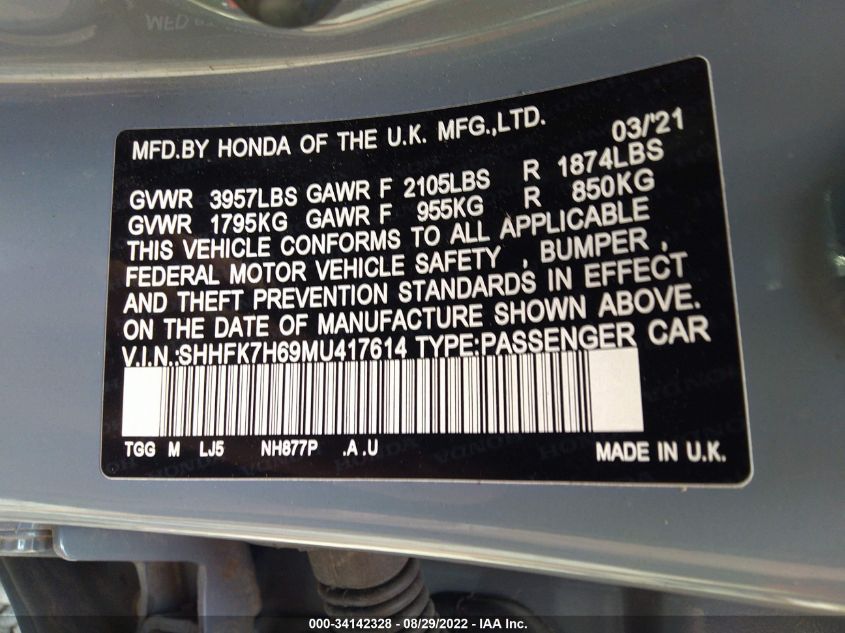 MFD.BY HONDA OF THE U.K. MFG.,LTD. 03/'21
GVWR 3957LBS GAWR F 2105LBS R 1874LBS
GVWR 1795KG GAWR F 955KG R 850KG
THIS VEHICLE CONFORMS TO ALL APPLICABLE
FEDERAL MOTOR VEHICLE SAFETY , BUMPER ,
AND THEFT PREVENTION STANDARDS IN EFFECT
ON THE DATE OF MANUFACTURE SHOWN ABOVE.
V.I.N.:SHHFK7H69MU417614 TYPE:PASSENGER CAR
TGG M LJ5 NH877P .A .U MADE IN U.K.
000-34142328 - 08/29/2022 - IAA Inc.